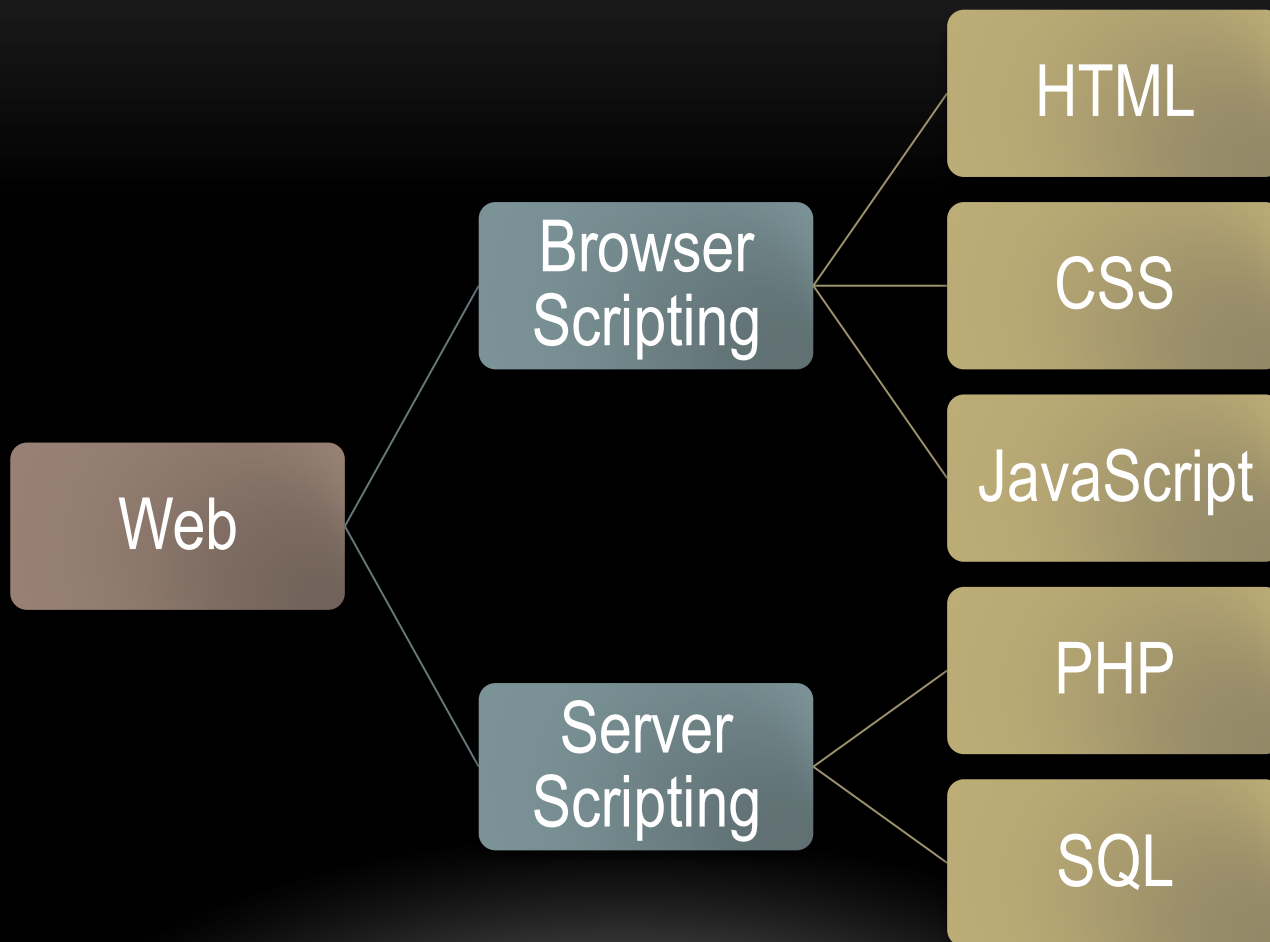 Web
Browser
Scripting
HTML
CSS
JavaScript
Server
Scripting
PHP
SQL